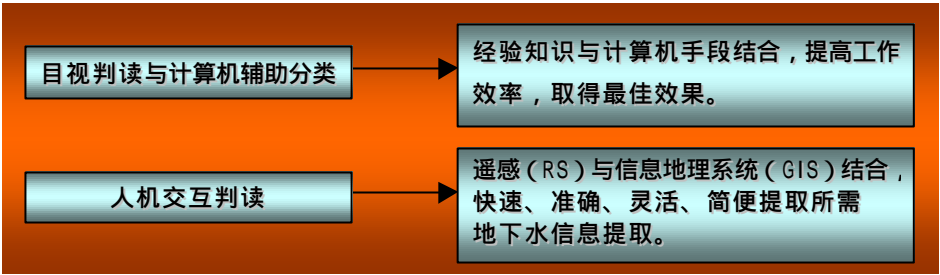 目视判读与计算机辅助分类
经验知识与计算机手段结合，提高工作
效率，取得最佳效果。
人机交互判读
遥感（RS）与信息地理系统（GIS）结合，
快速、准确、灵活、简便提取所需
地下水信息提取。